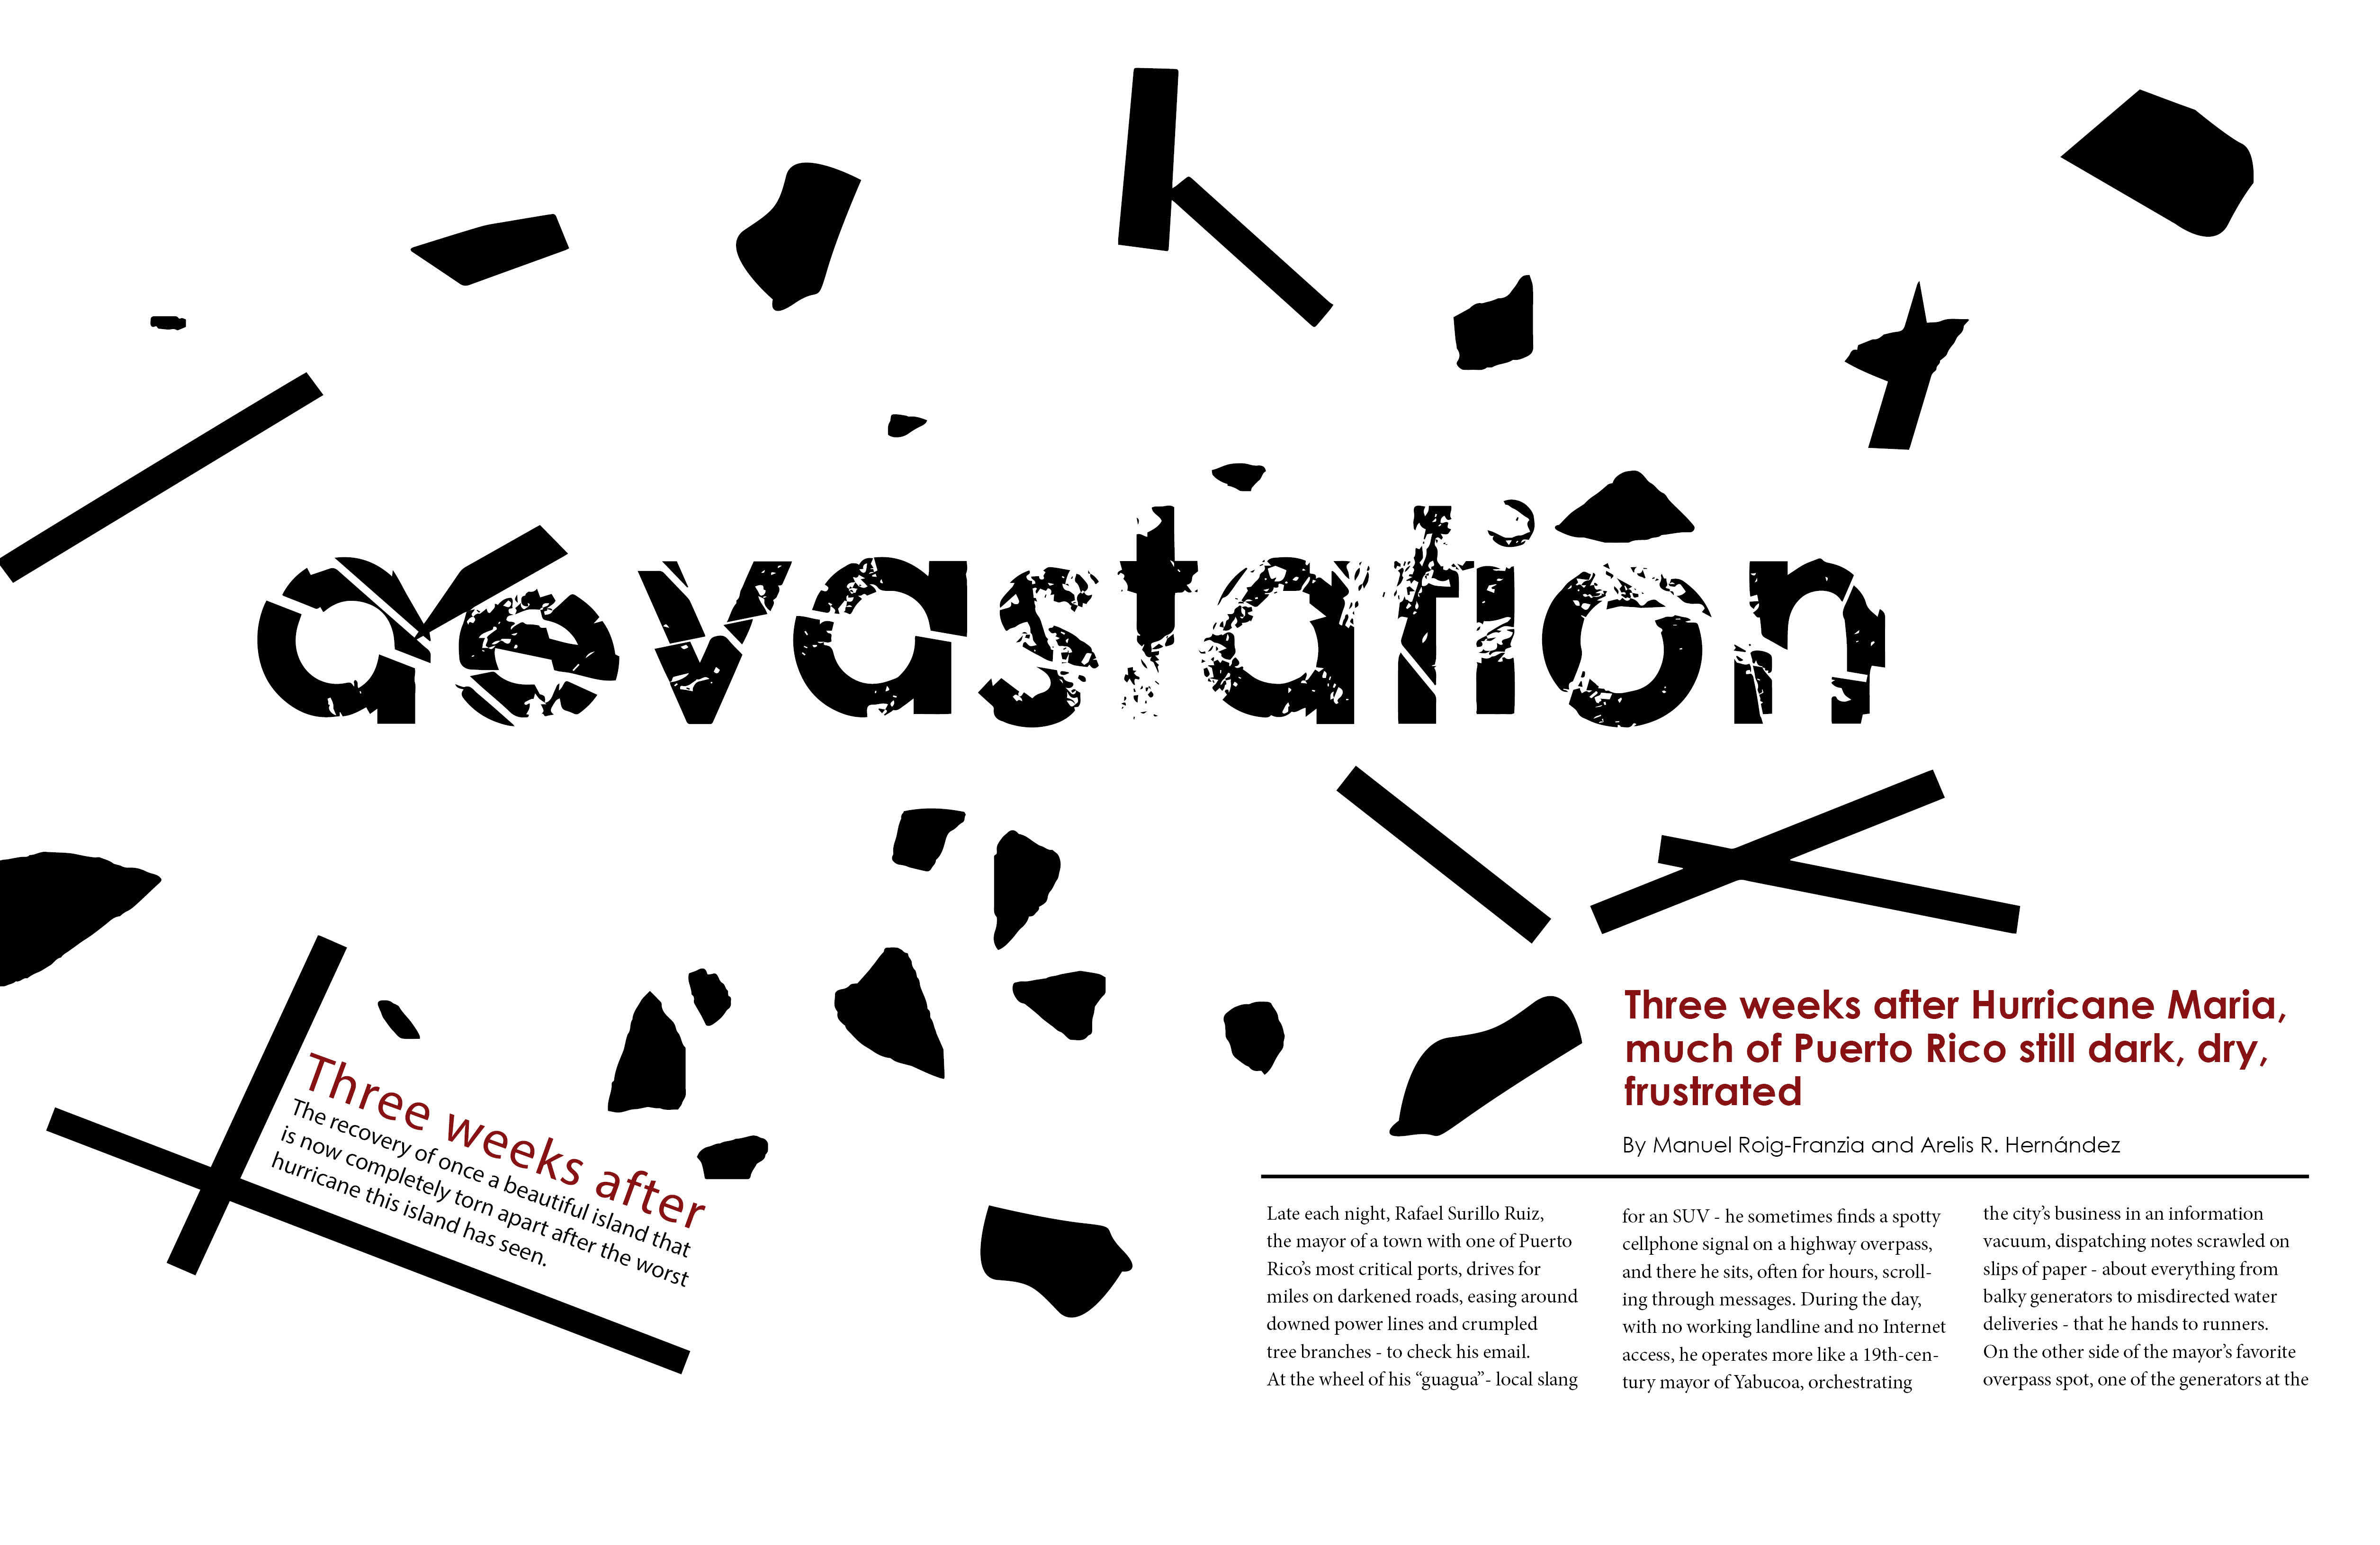 devastation
Three weeks after
The recovery of once a beautiful island that
is now completely torn apart after the worst
hurricane this island has seen.
Three weeks after Hurricane Maria,
much of Puerto Rico still dark, dry,
frustrated
By Manuel Roig-Franzia and Arelis R. Hernández
Late each night, Rafael Surillo Ruiz,
the mayor of a town with one of Puerto
Rico’s most critical ports, drives for
miles on darkened roads, easing around
downed power lines and crumpled
tree branches - to check his email.
At the wheel of his “guagua”- local slang
for an SUV - he sometimes finds a spotty
cellphone signal on a highway overpass,
and there he sits, often for hours, scroll-
ing through messages. During the day,
with no working landline and no Internet
access, he operates more like a 19th-cen-
tury mayor of Yabucoa, orchestrating
the city’s business in an information
vacuum, dispatching notes scrawled on
slips of paper - about everything from
balky generators to misdirected water
deliveries - that he hands to runners.
On the other side of the mayor’s favorite
overpass spot, one of the generators at the